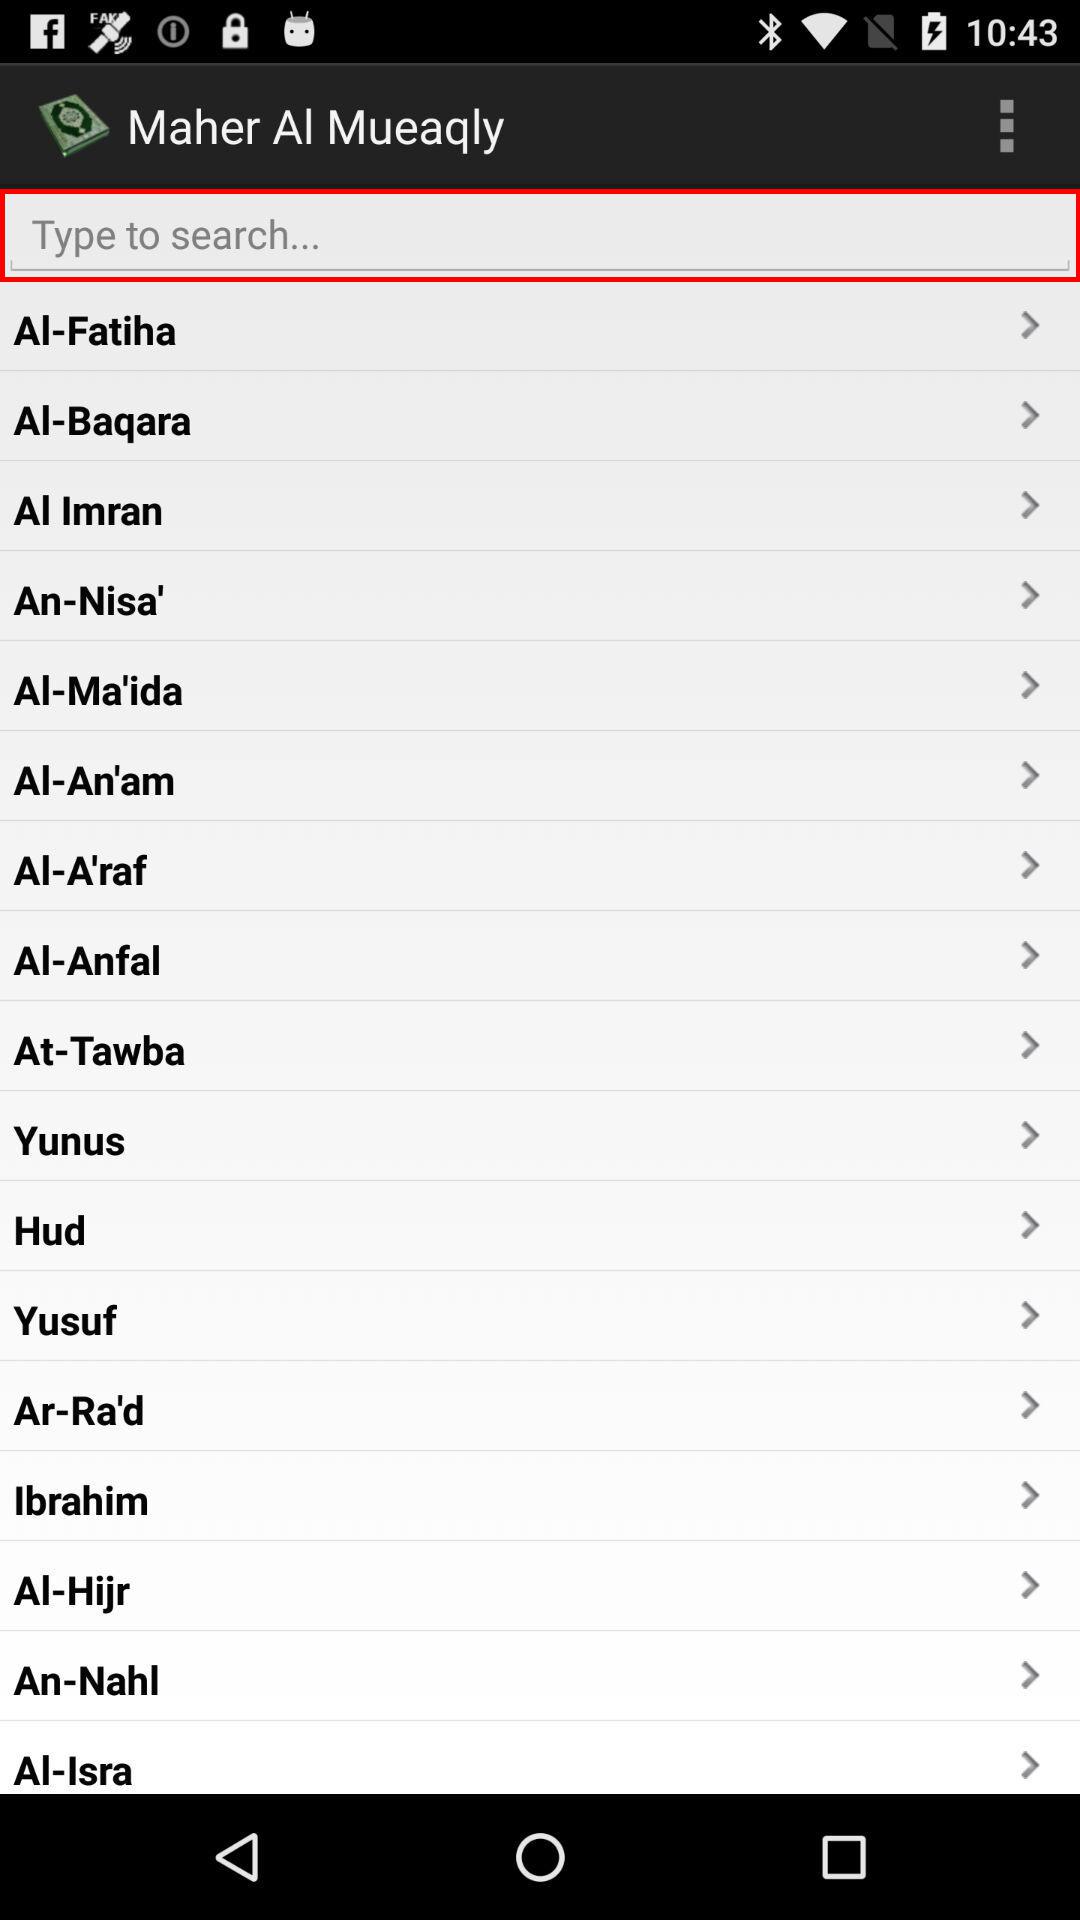 FAKE
10:43
Maher Al Mueaqly
Type to search...
Al-Fatiha
Al-Baqara
Al Imran
An-Nisa'
Al-Ma'ida
Al-An'am
Al-A'raf
Al-Anfal
At-Tawba
Yunus
Hud
Yusuf
Ar-Ra'd
Ibrahim
Al-Hijr
An-Nahl
Al-Isra